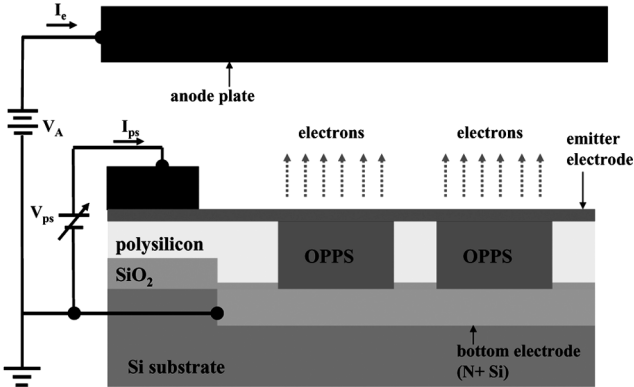 Ie
anode plate
VA
Ips
electrons
electrons
emitter
electrode
Vps
polysilicon
OPPS
OPPS
SiO2
Si substrate
bottom electrode
(N+ Si)